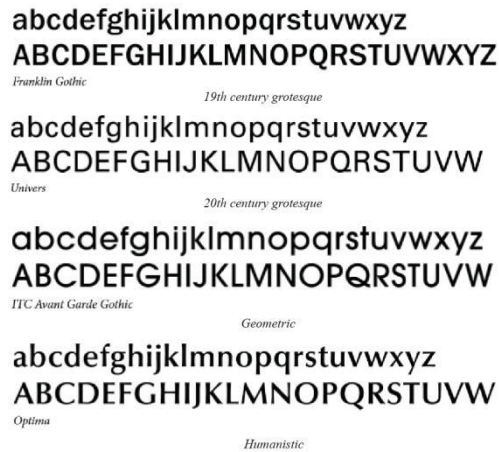 abcdefghijklmnopqrstuvwxyz
ABCDEFGHIJKLMNOPQRSTUVWXYZ
Franklin Gothic
19th century grotesque
abcdefghijklmnopqrstuvwxyz
ABCDEFGHIJKLMNOPQRSTUVW
Univers
20th century grotesque
abcdefghijklmnopqrstuvwxyz
ABCDEFGHIJKLMNOPQRSTUVW
ITC Avant Garde Gothic
Geometric
abcdefghijklmnopqrstuvwxyz
ABCDEFGHIJKLMNOPQRSTUVW
Optima
Humanistic